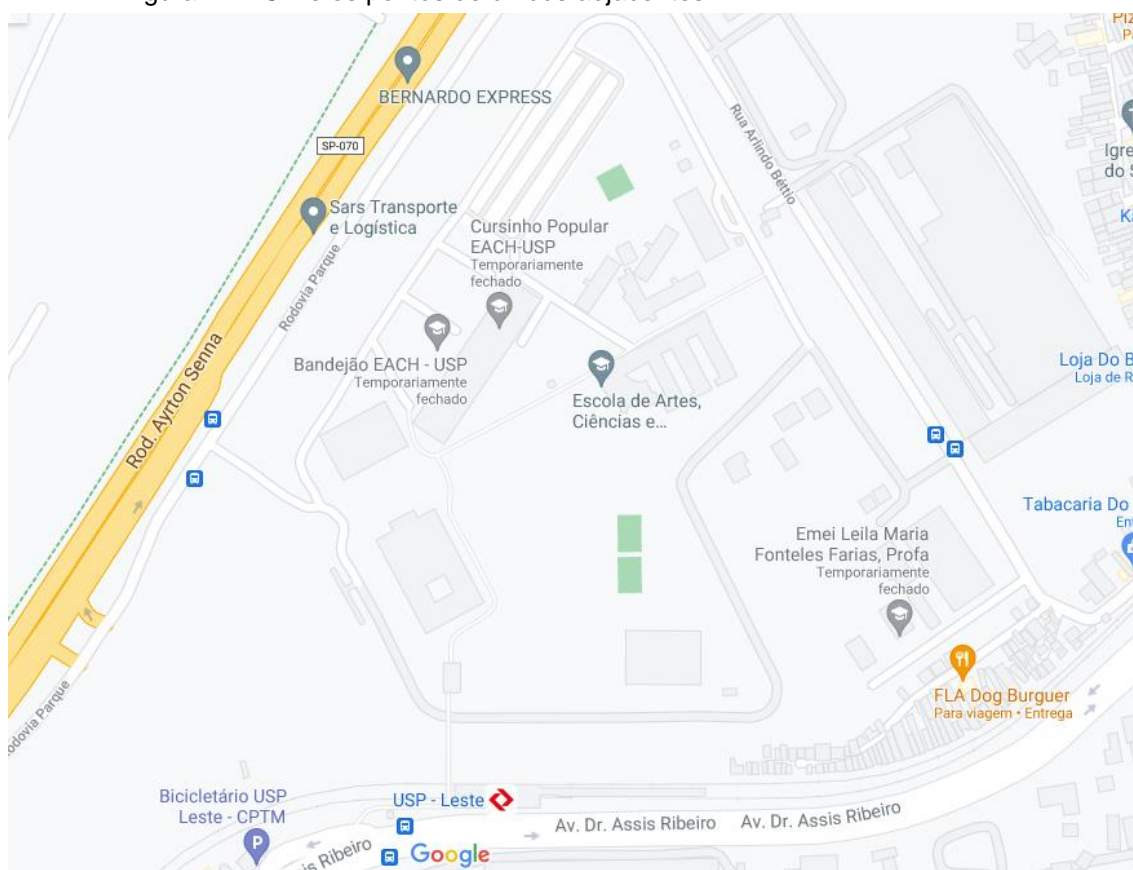 BERNARDO EXPRESS
SP-070
Sars Transporte
e Logística
Cursinho Popular
EACH-USP
Temporariamente
fechado
Rua Arlindo Béttio
Rodovia Parque
Rod. Ayrton Senna
Bandejão EACH - USP
Temporariamente
fechado
Escola de Artes,
Ciências e...
Loja Do B
Loja de R
Tabacaria Do
Emei Leila Maria
Fonteles Farias, Profa
Temporariamente
fechado
FLA Dog Burguer
Para viagem • Entrega
Rodovia Parque
Bicicletário USP
Leste - CPTM
P
USP - Leste
Av. Dr. Assis Ribeiro
Av. Dr. Assis Ribeiro
Ribeiro
Google